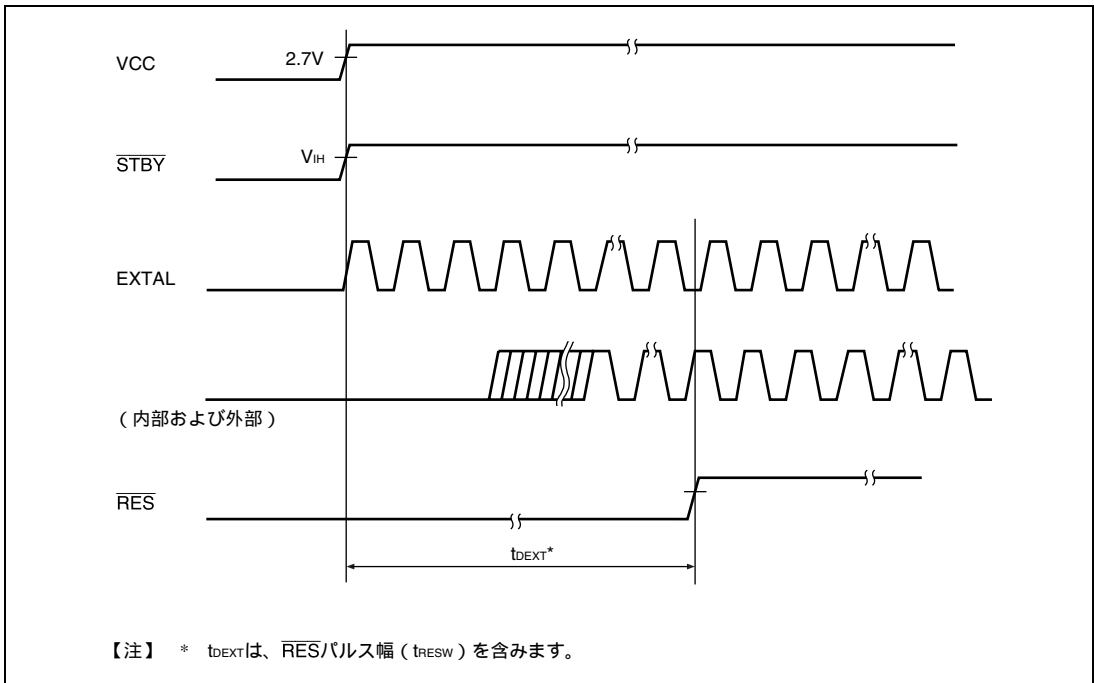 VCC
2.7V
STBY
VIH
EXTAL
（内部および外部）
RES
tDEXT*
【注】 * tDEXTは、RESパルス幅（tRESW）を含みます。